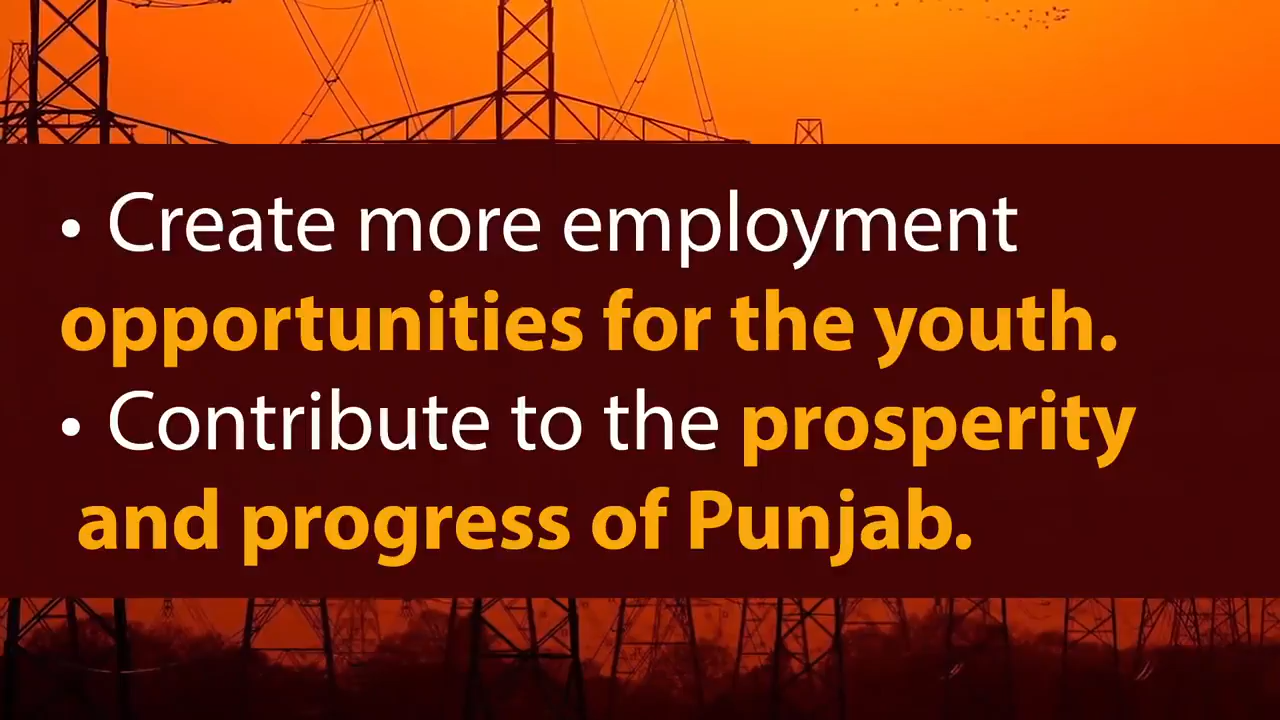 • Create more employment
opportunities for the youth.
• Contribute to the prosperity
and progress of Punjab.